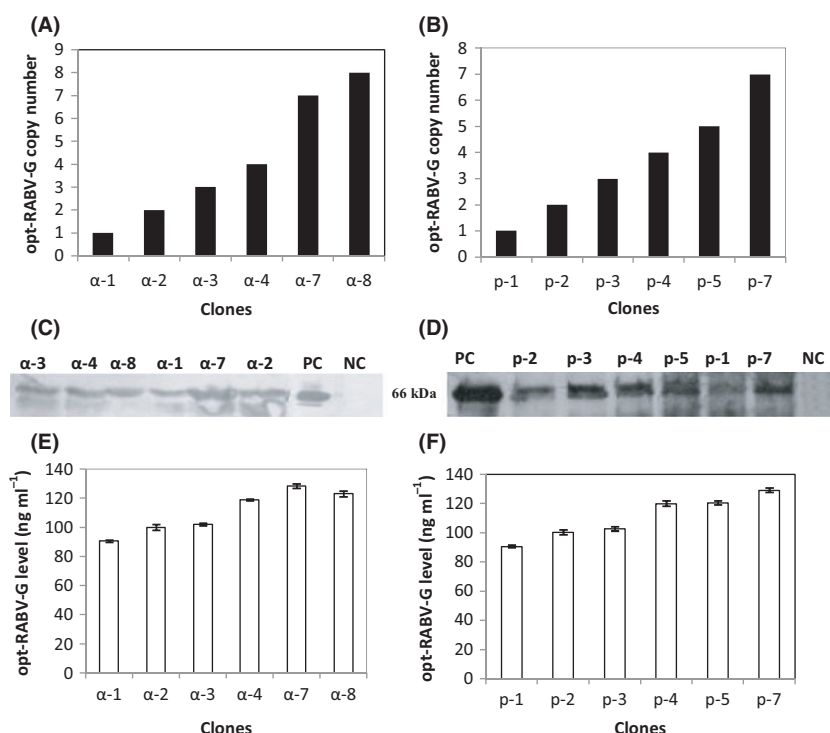 (A)
opt-RABV-G copy number
9
8
7
6
5
4
3
2
1
0
α-1 α-2 α-3 α-4 α-7 α-8
Clones
(B)
opt-RABV-G copy number
8
7
6
5
4
3
2
1
0
p-1 p-2 p-3 p-4 p-5 p-7
Clones
(C)
α-3 α-4 α-8 α-1 α-7 α-2 PC NC
66 kDa
(D)
PC p-2 p-3 p-4 p-5 p-1 p-7 NC
(E)
opt-RABV-G level (ng ml⁻¹)
140
120
100
80
60
40
20
0
α-1 α-2 α-3 α-4 α-7 α-8
Clones
(F)
opt-RABV-G level (ng ml⁻¹)
140
120
100
80
60
40
20
0
p-1 p-2 p-3 p-4 p-5 p-7
Clones